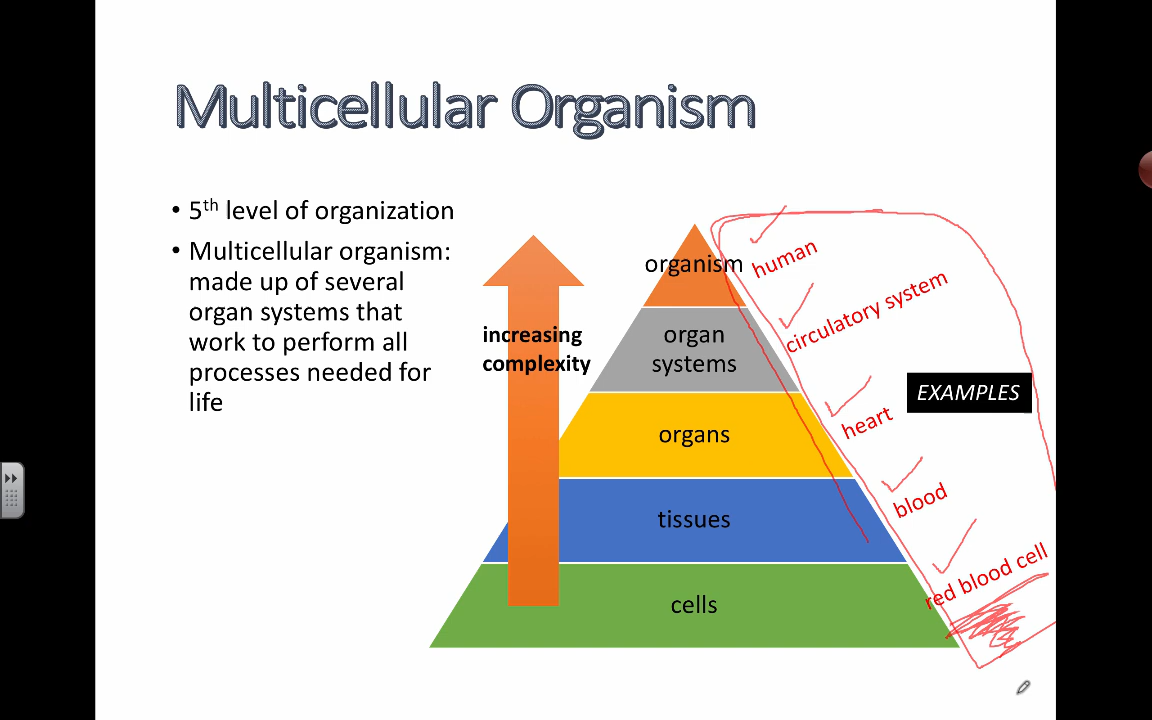 Multicellular Organism
• 5th level of organization
• Multicellular organism:
made up of several
organ systems that
work to perform all
processes needed for
life
increasing
complexity
organism
organ
systems
organs
tissues
cells
human
circulatory system
heart
blood
red blood cell
EXAMPLES